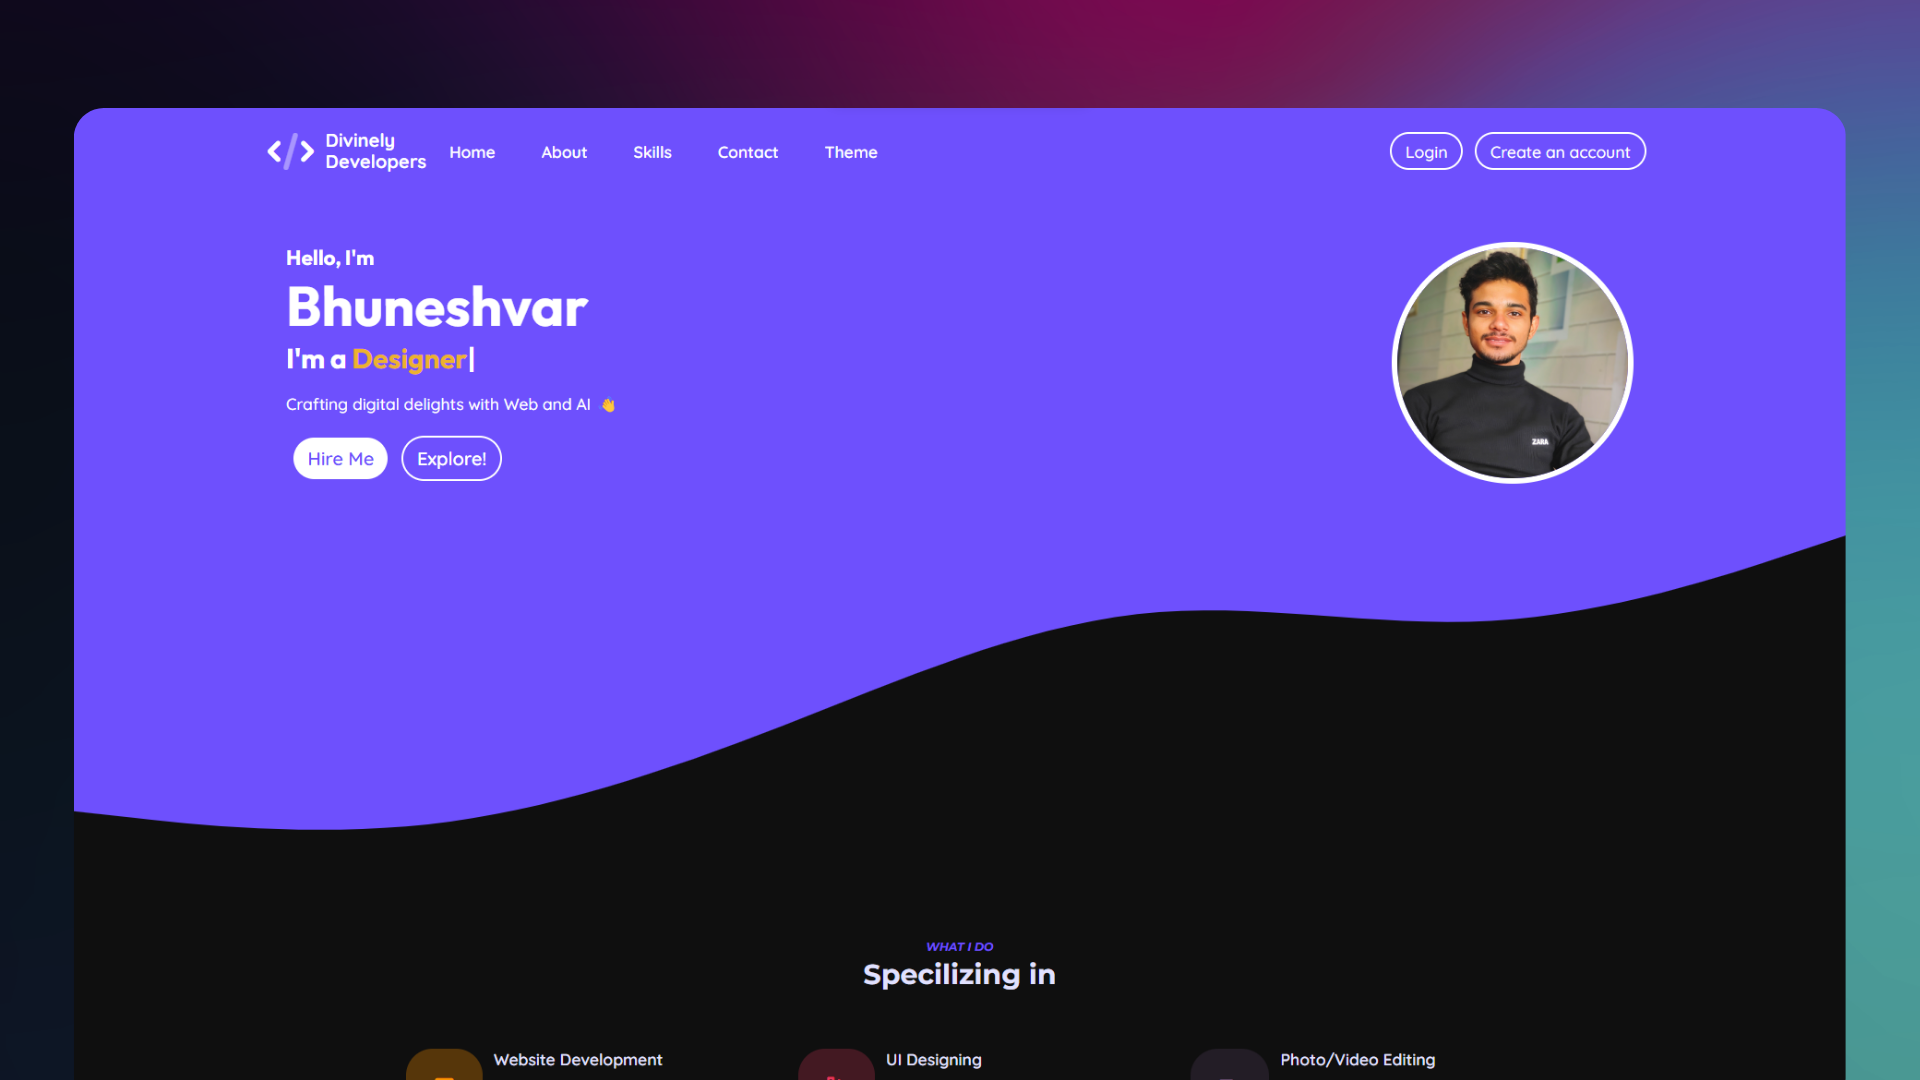 Divinely
Developers
Home About Skills Contact Theme
Login Create an account
Hello, I'm
Bhuneshvar
I'm a Designer|
Crafting digital delights with Web and AI 👋
Hire Me Explore!
ZARA
WHAT I DO
Specilizing in
Website Development UI Designing Photo/Video Editing